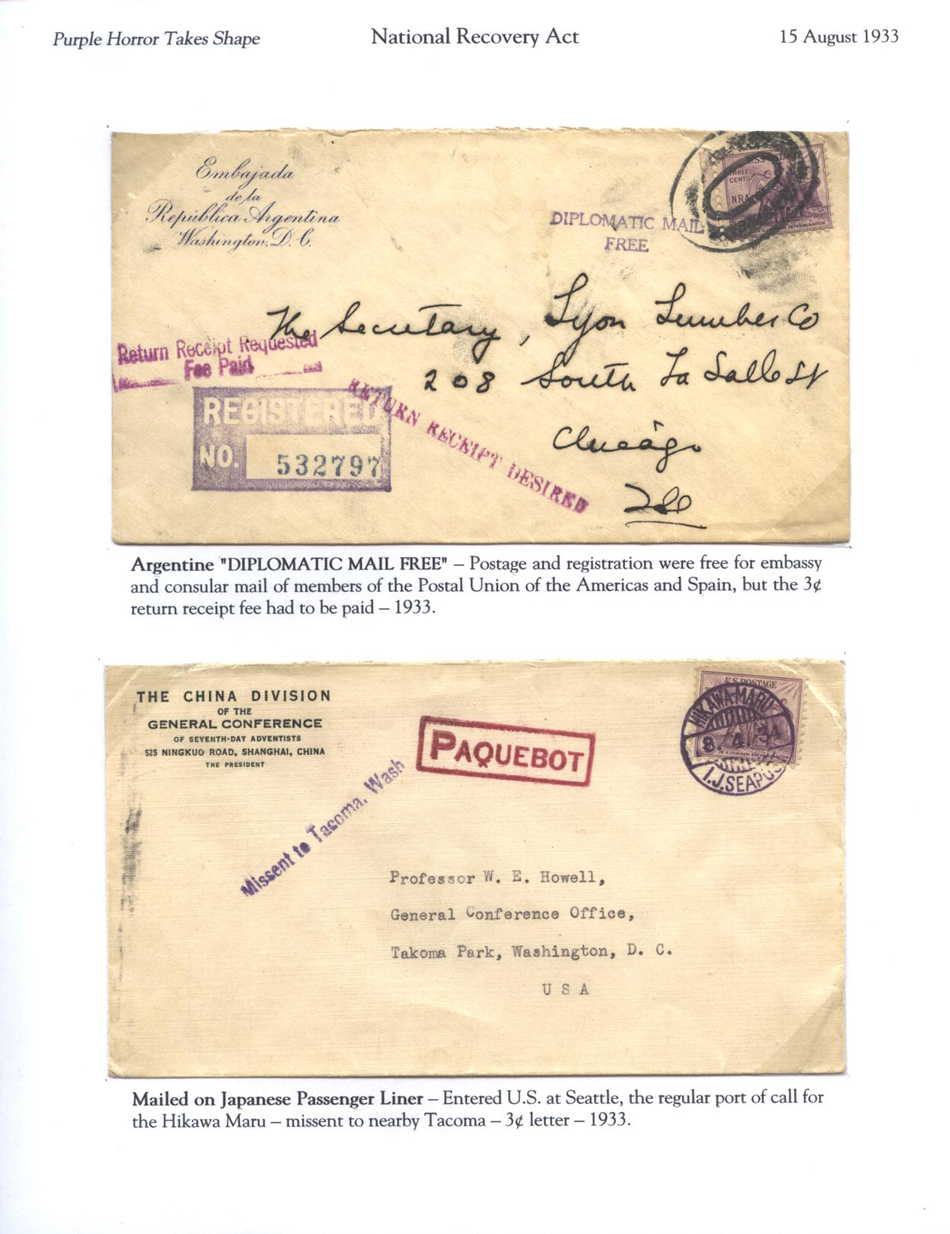 Purple Horror Takes Shape National Recovery Act 15 August 1933
Embajada
de la
República Argentina
Washington, D. C.
DIPLOMATIC MAIL
FREE
THREE
CENTS
NRA
The Secretary, Lyon Lumber Co
208 South La Salle St
Chicago
Ill
Return Receipt Requested
Fee Paid
REGISTERED
NO. 532797
RETURN RECEIPT DESIRED
Argentine "DIPLOMATIC MAIL FREE" – Postage and registration were free for embassy
and consular mail of members of the Postal Union of the Americas and Spain, but the 3¢
return receipt fee had to be paid – 1933.
THE CHINA DIVISION
OF THE
GENERAL CONFERENCE
OF SEVENTH-DAY ADVENTISTS
525 NINGKUO ROAD, SHANGHAI, CHINA
THE PRESIDENT
PAQUEBOT
U.S. POSTAGE
HIKAWA-MARU
8 4 34
I.J.SEAPOST
Missent to Tacoma, Wash
Professor W. E. Howell,
General Conference Office,
Takoma Park, Washington, D. C.
U S A
Mailed on Japanese Passenger Liner – Entered U.S. at Seattle, the regular port of call for
the Hikawa Maru – missent to nearby Tacoma – 3¢ letter – 1933.